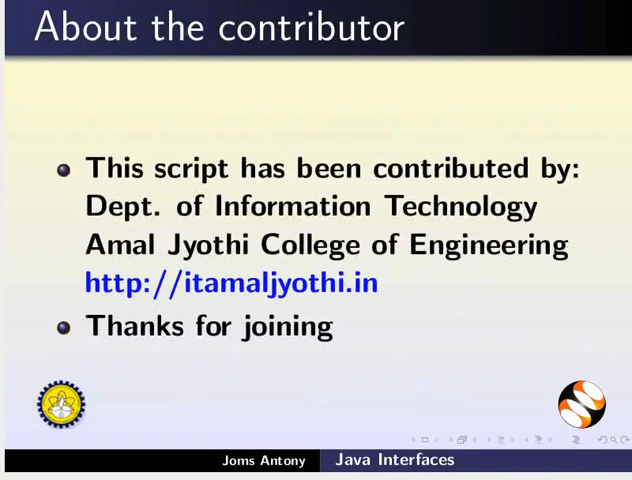 About the contributor
This script has been contributed by:
Dept. of Information Technology
Amal Jyothi College of Engineering
http://itamaljyothi.in
Thanks for joining
Joms Antony
Java Interfaces